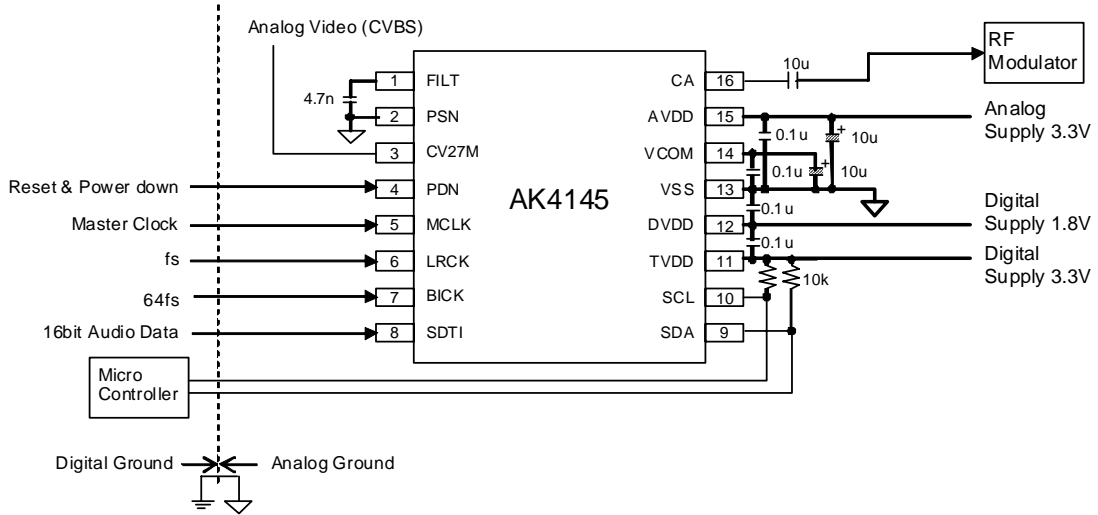 Analog Video (CVBS)
RF
Modulator
10u
1 FILT
CA 16
4.7n
2 PSN
AVDD 15
Analog
Supply 3.3V
0.1u
+
10u
3 CV27M
VCOM 14
0.1u
+
10u
Reset & Power down
4 PDN
AK4145
VSS 13
0.1u
Master Clock
5 MCLK
DVDD 12
Digital
Supply 1.8V
0.1u
fs
6 LRCK
TVDD 11
Digital
Supply 3.3V
10k
64fs
7 BICK
SCL 10
16bit Audio Data
8 SDTI
SDA 9
Micro
Controller
Digital Ground
Analog Ground